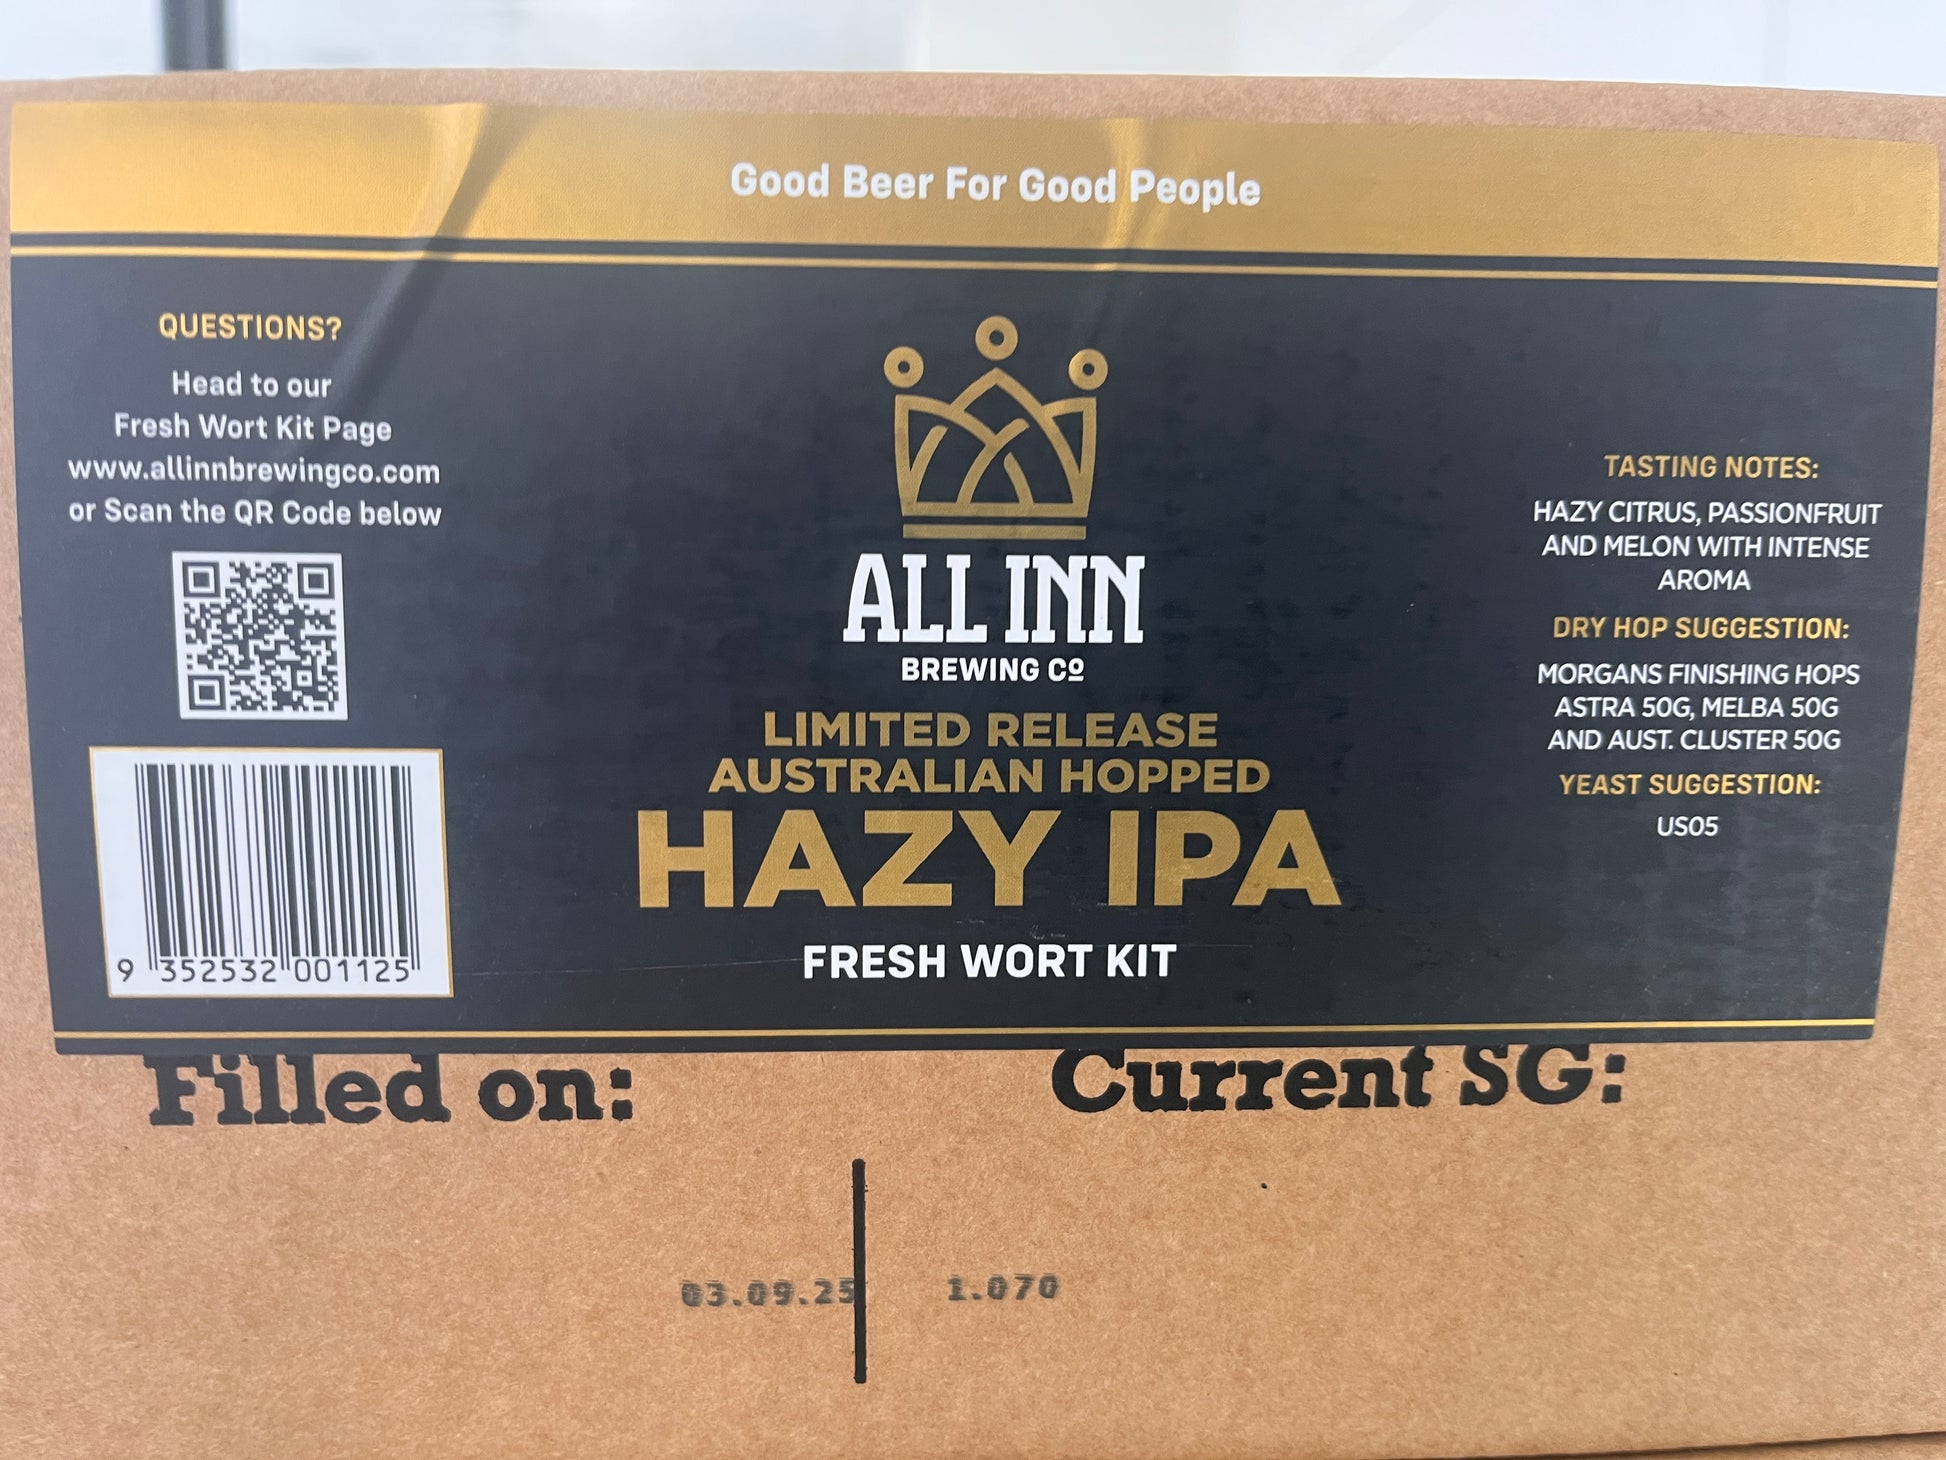 Good Beer For Good People
QUESTIONS?
Head to our
Fresh Wort Kit Page
www.allinnbrewingco.com
or Scan the QR Code below
9 352532 001125
ALL INN
BREWING Cº
LIMITED RELEASE
AUSTRALIAN HOPPED
HAZY IPA
FRESH WORT KIT
TASTING NOTES:
HAZY CITRUS, PASSIONFRUIT
AND MELON WITH INTENSE
AROMA
DRY HOP SUGGESTION:
MORGANS FINISHING HOPS
ASTRA 50G, MELBA 50G
AND AUST. CLUSTER 50G
YEAST SUGGESTION:
US05
Filled on:
03.09.25
Current SG:
1.070